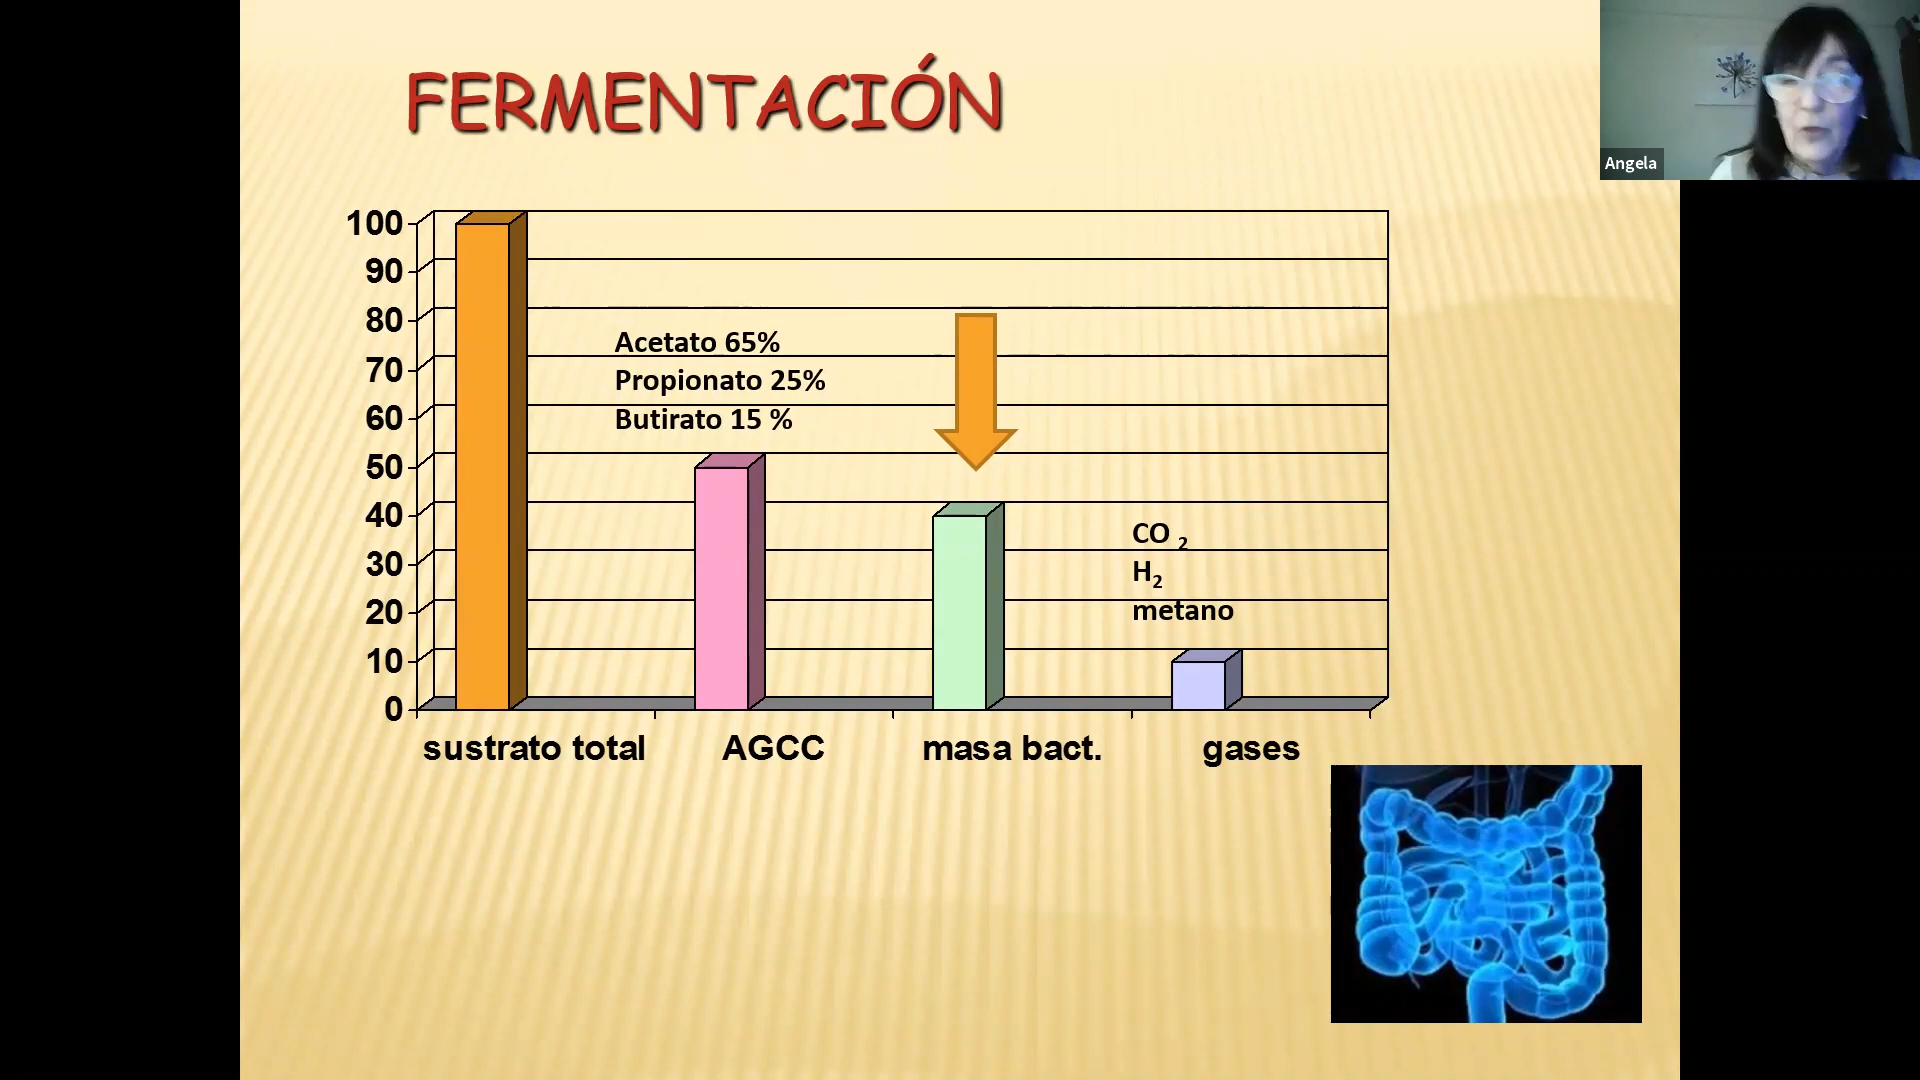 FERMENTACIÓN
Angela
100
90
80
70
60
50
40
30
20
10
0
Acetato 65%
Propionato 25%
Butirato 15 %
CO 2
H2
metano
sustrato total
AGCC
masa bact.
gases